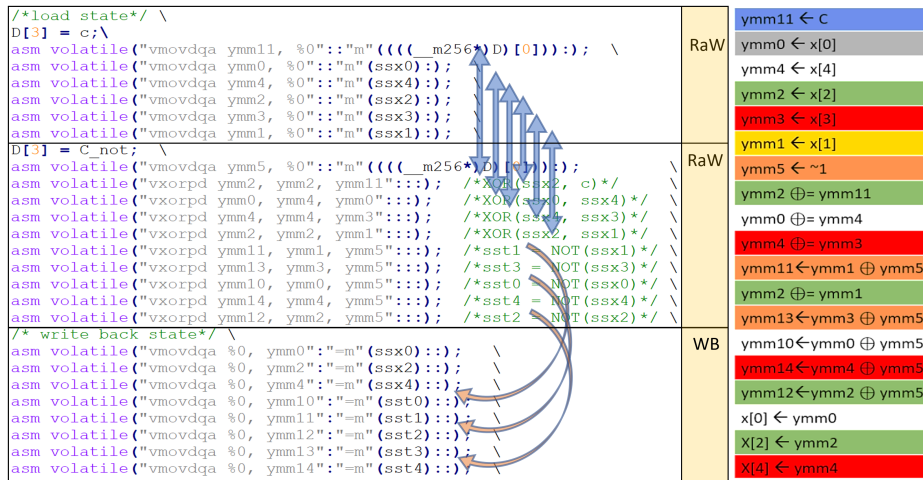 /*load state*/ \
D[3] = c;\
asm volatile("vmovdqa ymm11, %0"::"m"((((__m256*)D)[0])):); \
asm volatile("vmovdqa ymm0, %0"::"m"(ssx0):); \
asm volatile("vmovdqa ymm4, %0"::"m"(ssx4):); \
asm volatile("vmovdqa ymm2, %0"::"m"(ssx2):); \
asm volatile("vmovdqa ymm3, %0"::"m"(ssx3):); \
asm volatile("vmovdqa ymm1, %0"::"m"(ssx1):); \
RaW
D[3] = C_not; \
asm volatile("vmovdqa ymm5, %0"::"m"((((__m256*)D)[0])):); \
asm volatile("vxorpd ymm2, ymm2, ymm11":::); /*XOR(ssx2, c)*/ \
asm volatile("vxorpd ymm0, ymm4, ymm0":::); /*XOR(ssx0, ssx4)*/ \
asm volatile("vxorpd ymm4, ymm4, ymm3":::); /*XOR(ssx4, ssx3)*/ \
asm volatile("vxorpd ymm2, ymm2, ymm1":::); /*XOR(ssx2, ssx1)*/ \
asm volatile("vxorpd ymm11, ymm1, ymm5":::); /*sst1 = NOT(ssx1)*/ \
asm volatile("vxorpd ymm13, ymm3, ymm5":::); /*sst3 = NOT(ssx3)*/ \
asm volatile("vxorpd ymm10, ymm0, ymm5":::); /*sst0 = NOT(ssx0)*/ \
asm volatile("vxorpd ymm14, ymm4, ymm5":::); /*sst4 = NOT(ssx4)*/ \
asm volatile("vxorpd ymm12, ymm2, ymm5":::); /*sst2 = NOT(ssx2)*/ \
RaW
/* write back state*/ \
asm volatile("vmovdqa %0, ymm0":"=m"(ssx0)::); \
asm volatile("vmovdqa %0, ymm2":"=m"(ssx2)::); \
asm volatile("vmovdqa %0, ymm4":"=m"(ssx4)::); \
asm volatile("vmovdqa %0, ymm10":"=m"(sst0)::); \
asm volatile("vmovdqa %0, ymm11":"=m"(sst1)::); \
asm volatile("vmovdqa %0, ymm12":"=m"(sst2)::); \
asm volatile("vmovdqa %0, ymm13":"=m"(sst3)::); \
asm volatile("vmovdqa %0, ymm14":"=m"(sst4)::); \
WB
ymm11 ← C
ymm0 ← x[0]
ymm4 ← x[4]
ymm2 ← x[2]
ymm3 ← x[3]
ymm1 ← x[1]
ymm5 ← ~1
ymm2 ⊕= ymm11
ymm0 ⊕= ymm4
ymm4 ⊕= ymm3
ymm11←ymm1 ⊕ ymm5
ymm2 ⊕= ymm1
ymm13←ymm3 ⊕ ymm5
ymm10←ymm0 ⊕ ymm5
ymm14←ymm4 ⊕ ymm5
ymm12←ymm2 ⊕ ymm5
x[0] ← ymm0
X[2] ← ymm2
X[4] ← ymm4